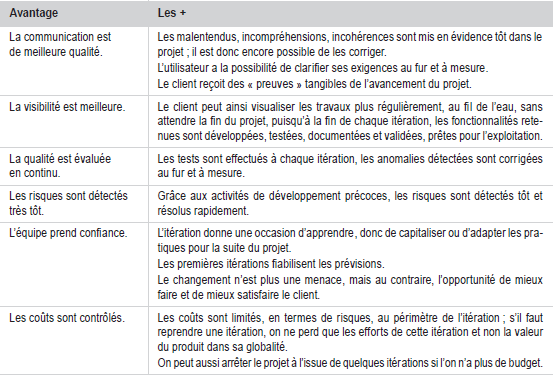 Avantage Les +
La communication est Les malentendus, incompréhensions, incohérences sont mis en évidence tôt dans le
de meilleure qualité. projet ; il est donc encore possible de les corriger.
L'utilisateur a la possibilité de clarifier ses exigences au fur et à mesure.
Le client reçoit des « preuves » tangibles de l'avancement du projet.
La visibilité est meilleure. Le client peut ainsi visualiser les travaux plus régulièrement, au fil de l'eau, sans
attendre la fin du projet, puisqu'à la fin de chaque itération, les fonctionnalités rete-
nues sont développées, testées, documentées et validées, prêtes pour l'exploitation.
La qualité est évaluée Les tests sont effectués à chaque itération, les anomalies détectées sont corrigées
en continu. au fur et à mesure.
Les risques sont détectés Grâce aux activités de développement précoces, les risques sont détectés tôt et
très tôt. résolus rapidement.
L'équipe prend confiance. L'itération donne une occasion d'apprendre, donc de capitaliser ou d'adapter les pra-
tiques pour la suite du projet.
Les premières itérations fiabilisent les prévisions.
Le changement n'est plus une menace, mais au contraire, l'opportunité de mieux
faire et de mieux satisfaire le client.
Les coûts sont contrôlés. Les coûts sont limités, en termes de risques, au périmètre de l'itération ; s'il faut
reprendre une itération, on ne perd que les efforts de cette itération et non la valeur
du produit dans sa globalité.
On peut aussi arrêter le projet à l'issue de quelques itérations si l'on n'a plus de budget.